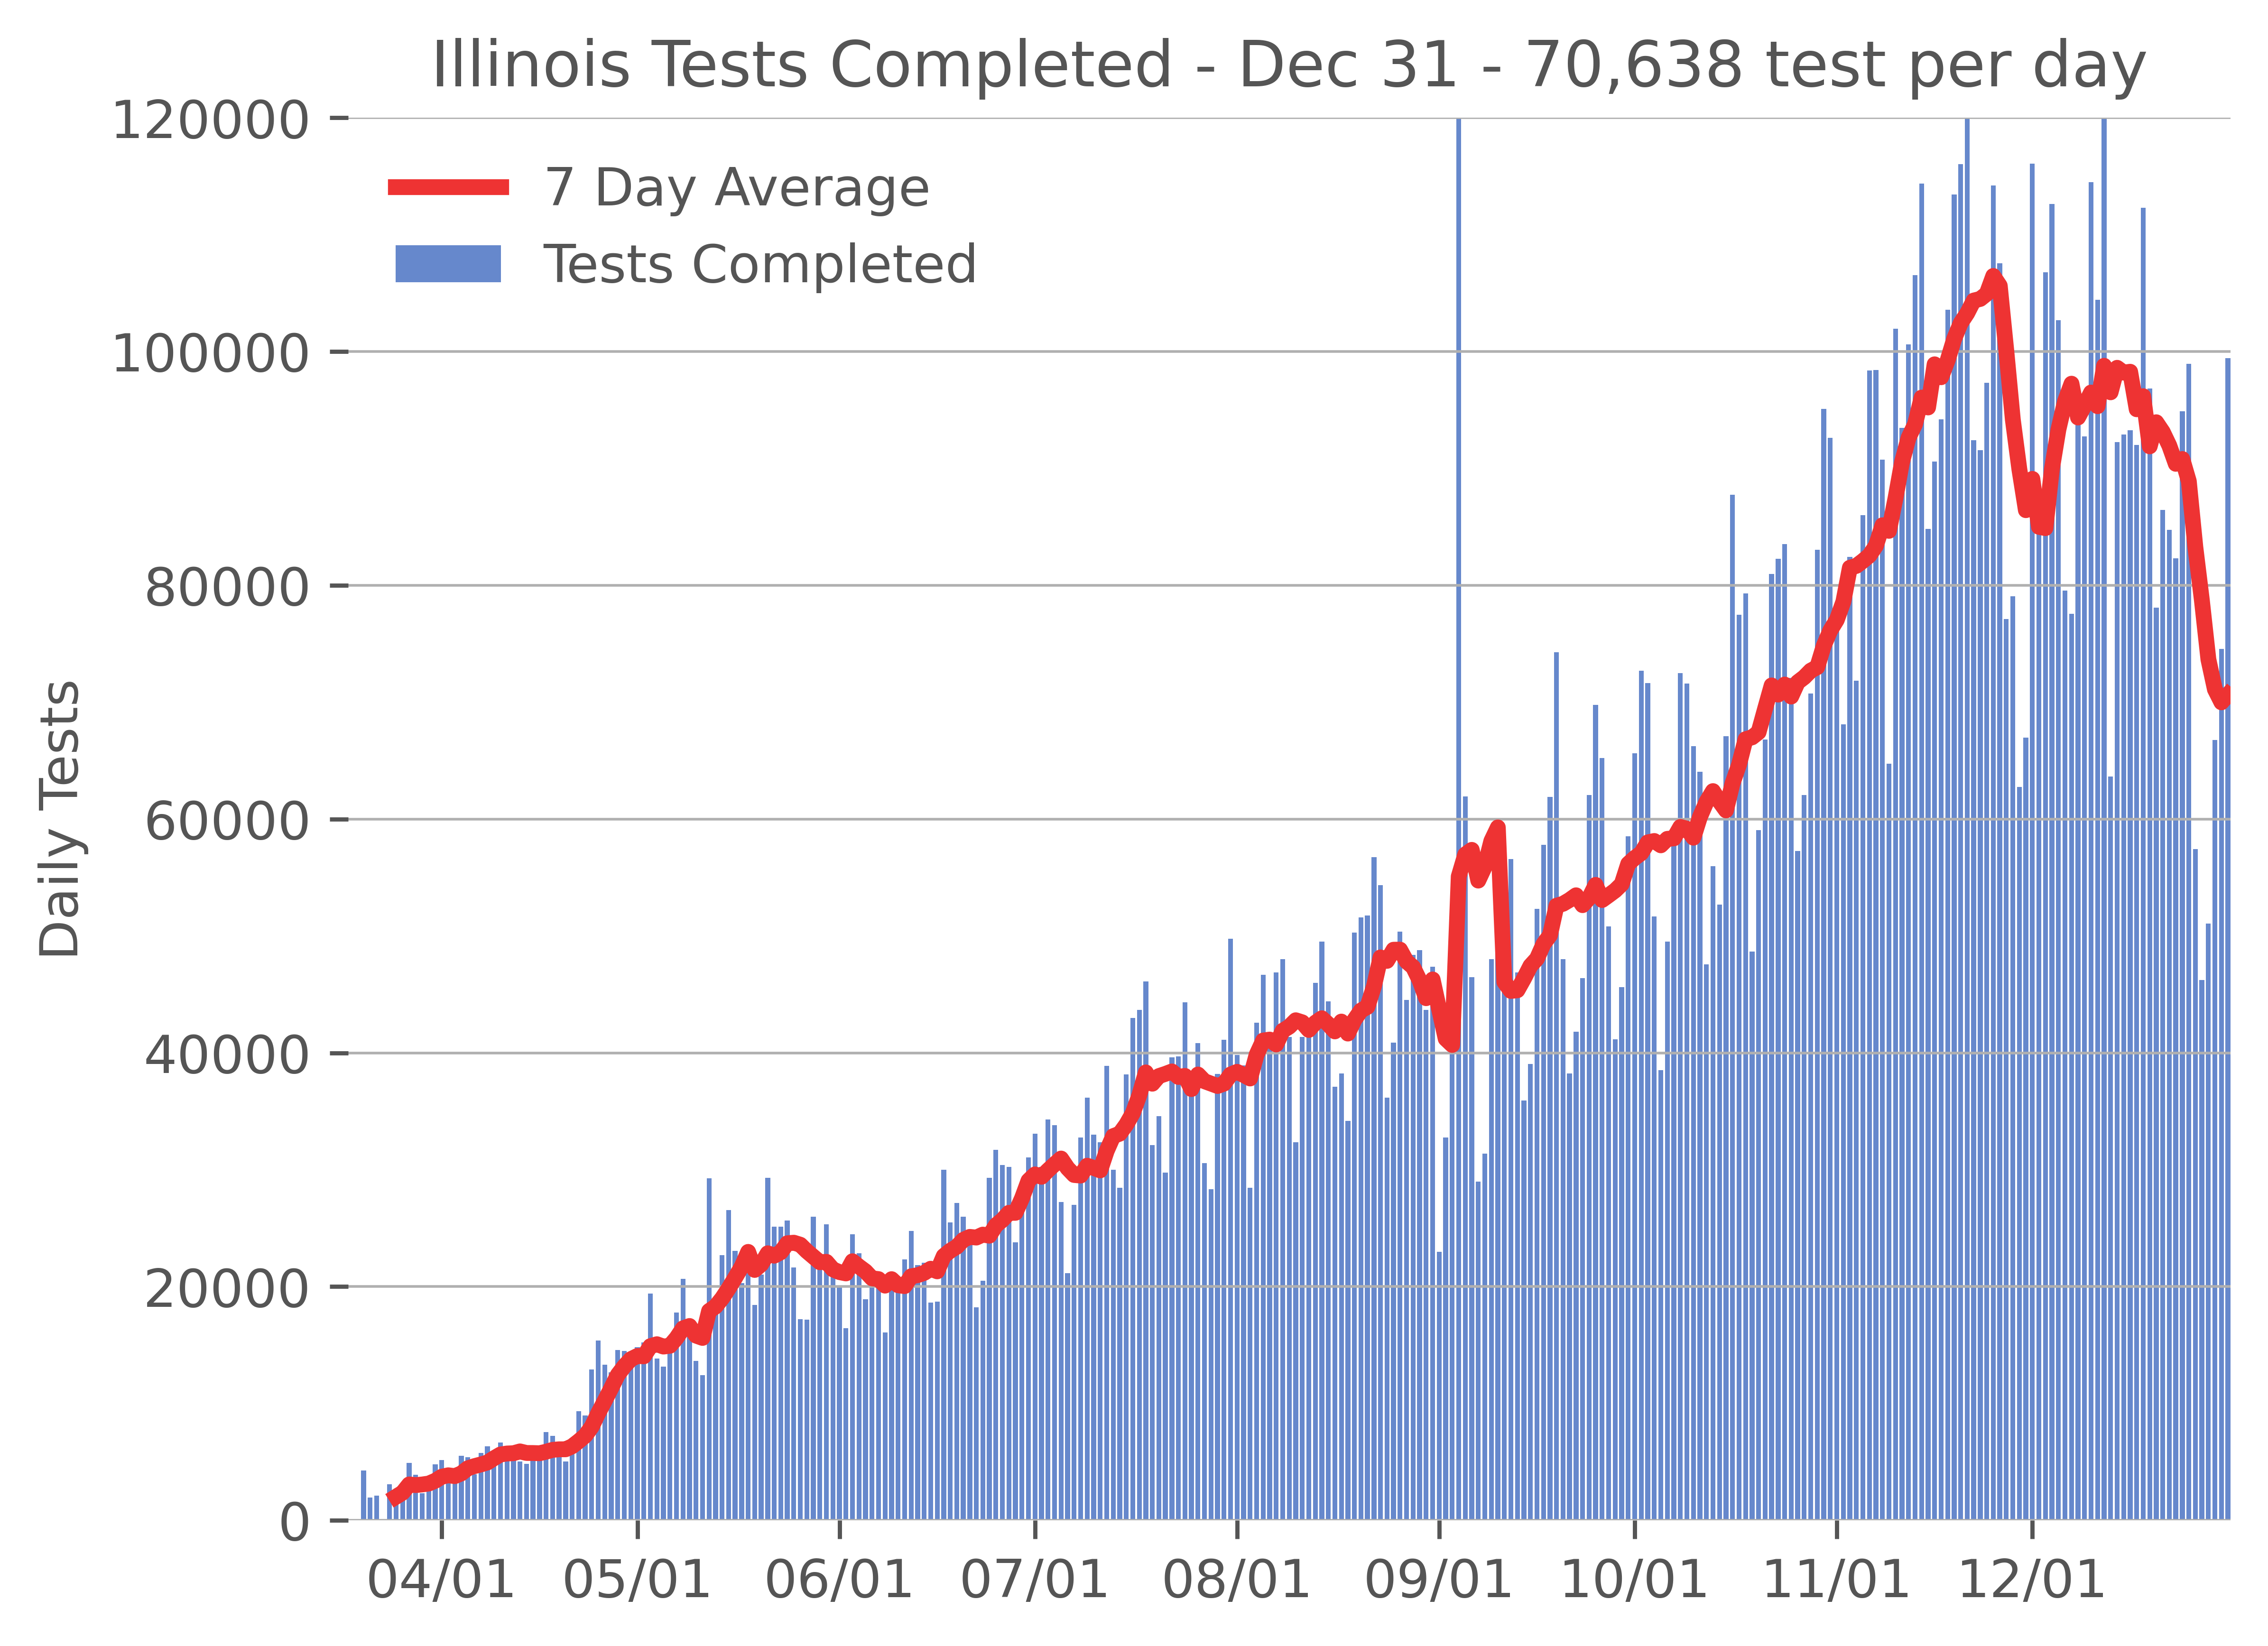 Illinois Tests Completed - Dec 31 - 70,638 test per day
120000
7 Day Average
Tests Completed
100000
80000
60000
40000
20000
0
Daily Tests
04/01 05/01 06/01 07/01 08/01 09/01 10/01 11/01 12/01